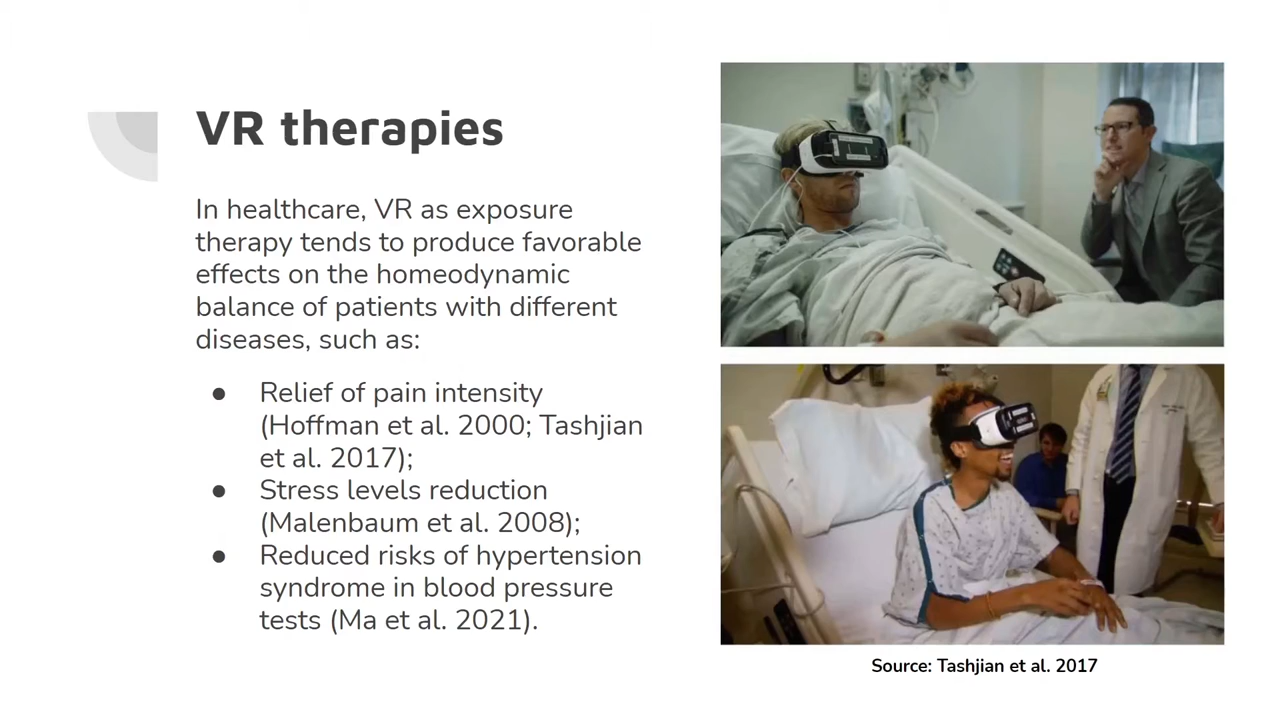 VR therapies
In healthcare, VR as exposure
therapy tends to produce favorable
effects on the homeodynamic
balance of patients with different
diseases, such as:
● Relief of pain intensity
(Hoffman et al. 2000; Tashjian
et al. 2017);
● Stress levels reduction
(Malenbaum et al. 2008);
● Reduced risks of hypertension
syndrome in blood pressure
tests (Ma et al. 2021).
Source: Tashjian et al. 2017